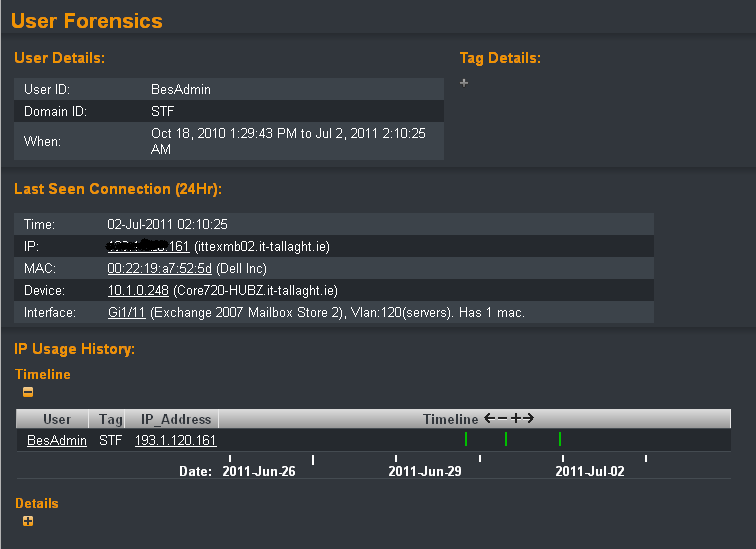 User Forensics
User Details:
Tag Details:
User ID: BesAdmin
Domain ID: STF
When: Oct 18, 2010 1:29:43 PM to Jul 2, 2011 2:10:25
AM
Last Seen Connection (24Hr):
Time: 02-Jul-2011 02:10:25
IP: .161 (ittexmb02.it-tallaght.ie)
MAC: 00:22:19:a7:52:5d (Dell Inc)
Device: 10.1.0.248 (Core720-HUBZ.it-tallaght.ie)
Interface: Gi1/11 (Exchange 2007 Mailbox Store 2), Vlan:120(servers). Has 1 mac.
IP Usage History:
Timeline
User Tag IP_Address Timeline
BesAdmin STF 193.1.120.161
Date: 2011-Jun-26 2011-Jun-29 2011-Jul-02
Details